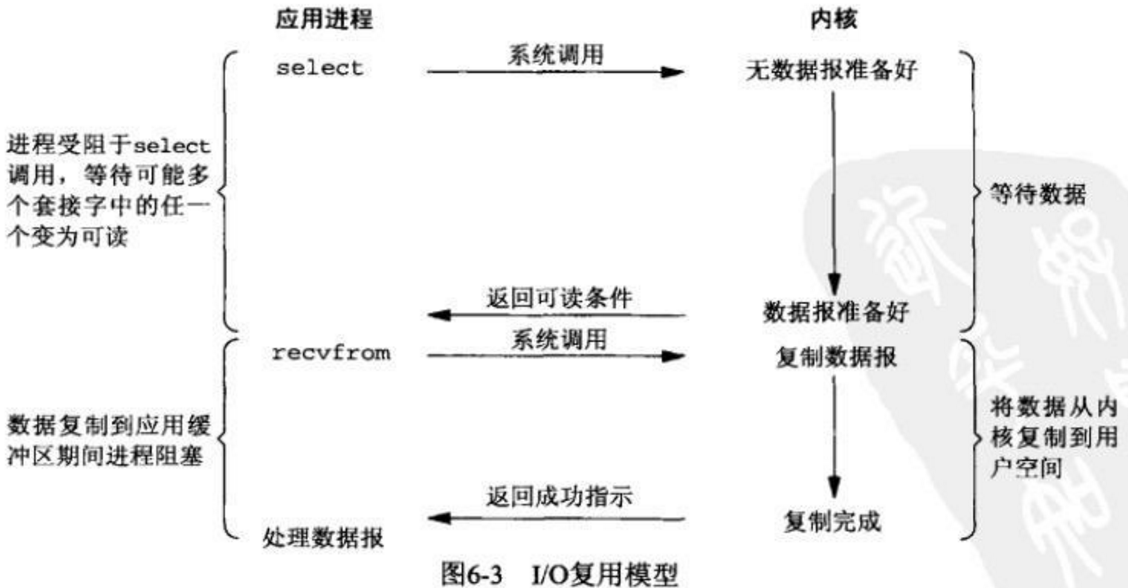 应用进程
内核
select
系统调用
无数据报准备好
进程受阻于select
调用，等待可能多
个套接字中的任一
个变为可读
等待数据
返回可读条件
数据报准备好
recvfrom
系统调用
复制数据报
数据复制到应用缓
冲区期间进程阻塞
将数据从内
核复制到用
户空间
返回成功指示
复制完成
处理数据报
图6-3 I/O复用模型